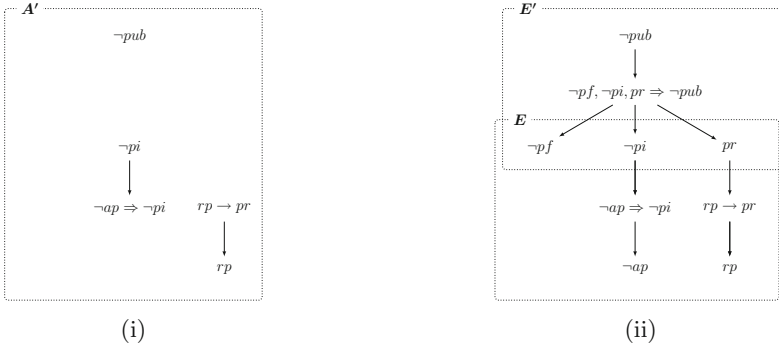 A′
¬pub
¬pi
¬ap ⇒ ¬pi rp → pr
rp
(i)
E′
¬pub
¬pf, ¬pi, pr ⇒ ¬pub
E
¬pf ¬pi pr
¬ap ⇒ ¬pi rp → pr
¬ap rp
(ii)